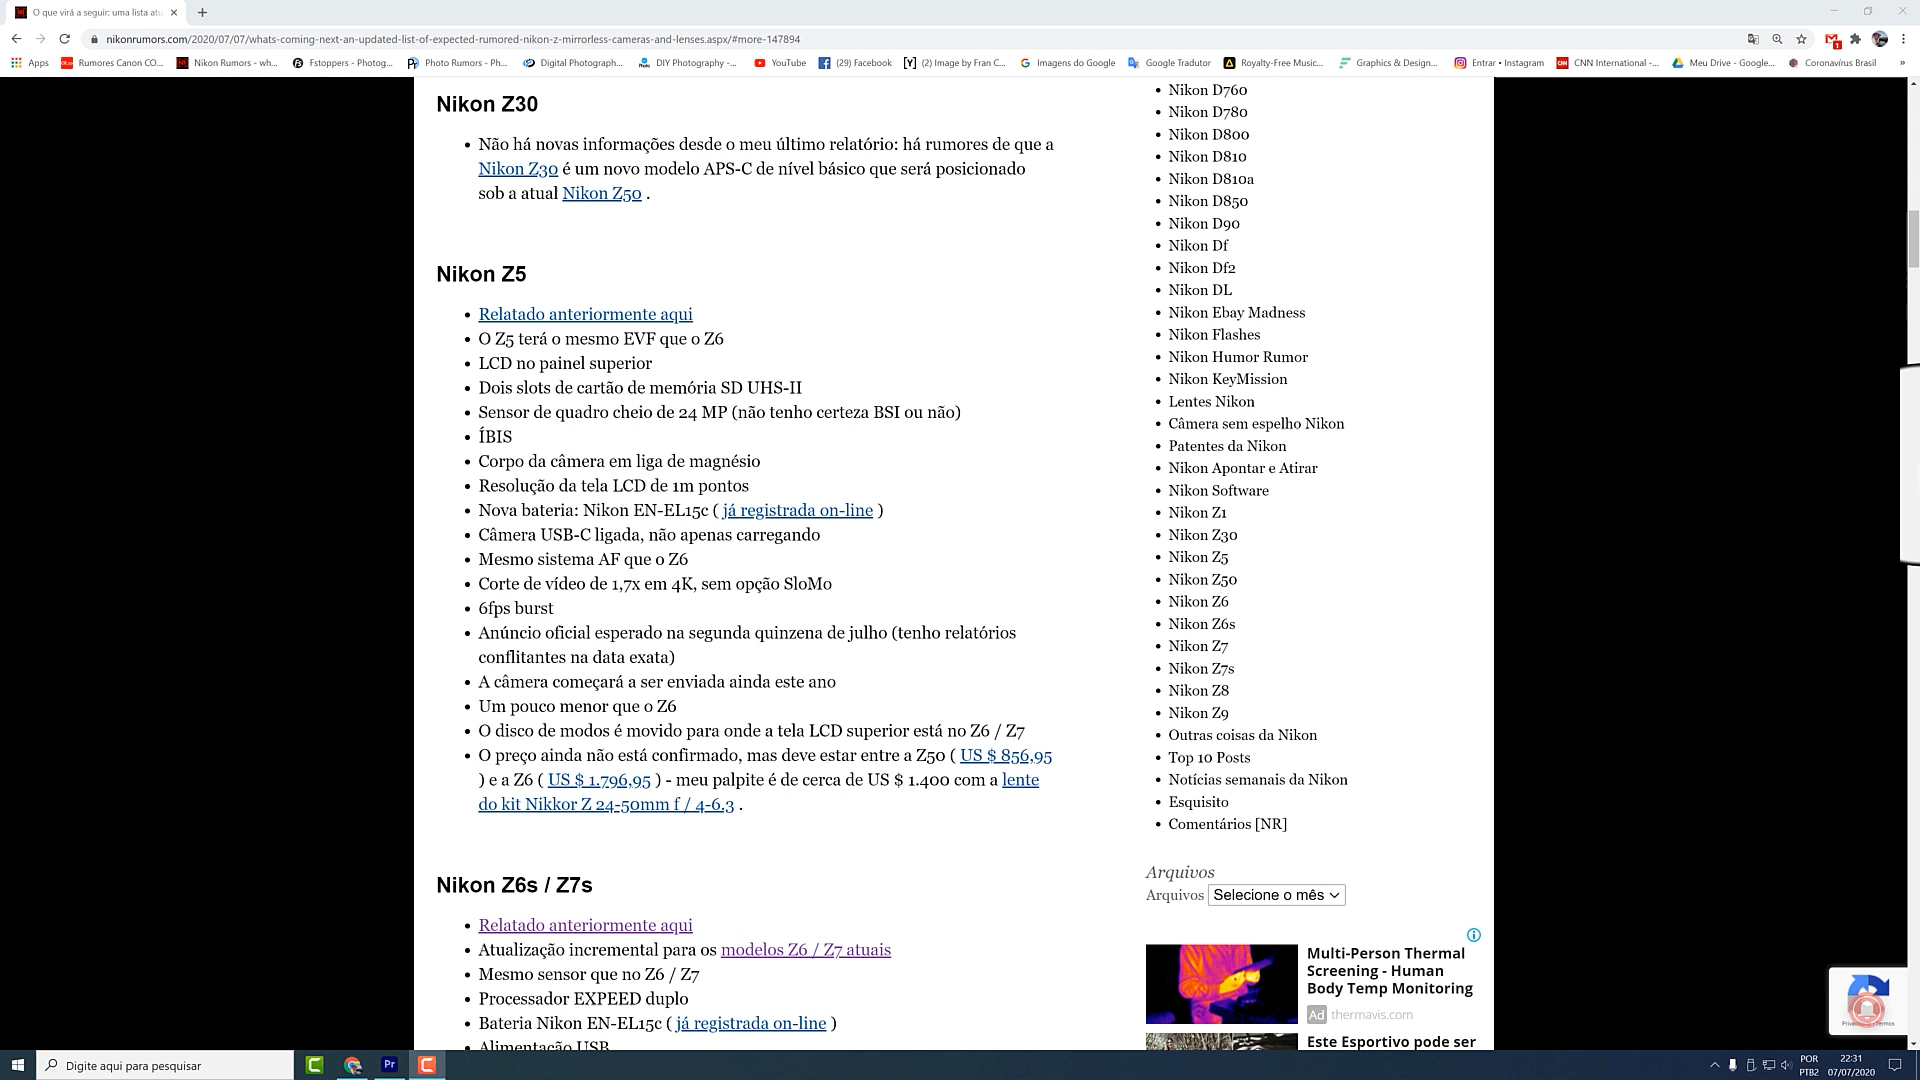 O que virá a seguir: uma lista atu
nikonrumors.com/2020/07/07/whats-coming-next-an-updated-list-of-expected-rumored-nikon-z-mirrorless-cameras-and-lenses.aspx/#more-147894
Apps Rumores Canon CO... Nikon Rumors - wh... Fstoppers - Photog... Photo Rumors - Ph... Digital Photograph... DIY Photography -... YouTube (29) Facebook (2) Image by Fran C... Imagens do Google Google Tradutor Royalty-Free Music... Graphics & Design... Entrar • Instagram CNN International -... Meu Drive - Google... Coronavírus Brasil »
Nikon Z30
• Não há novas informações desde o meu último relatório: há rumores de que a
Nikon Z30 é um novo modelo APS-C de nível básico que será posicionado
sob a atual Nikon Z50 .
Nikon Z5
• Relatado anteriormente aqui
• O Z5 terá o mesmo EVF que o Z6
• LCD no painel superior
• Dois slots de cartão de memória SD UHS-II
• Sensor de quadro cheio de 24 MP (não tenho certeza BSI ou não)
• ÍBIS
• Corpo da câmera em liga de magnésio
• Resolução da tela LCD de 1m pontos
• Nova bateria: Nikon EN-EL15c ( já registrada on-line )
• Câmera USB-C ligada, não apenas carregando
• Mesmo sistema AF que o Z6
• Corte de vídeo de 1,7x em 4K, sem opção SloMo
• 6fps burst
• Anúncio oficial esperado na segunda quinzena de julho (tenho relatórios
conflitantes na data exata)
• A câmera começará a ser enviada ainda este ano
• Um pouco menor que o Z6
• O disco de modos é movido para onde a tela LCD superior está no Z6 / Z7
• O preço ainda não está confirmado, mas deve estar entre a Z50 ( US $ 856,95
) e a Z6 ( US $ 1.796,95 ) - meu palpite é de cerca de US $ 1.400 com a lente
do kit Nikkor Z 24-50mm f / 4-6.3 .
Nikon Z6s / Z7s
• Relatado anteriormente aqui
• Atualização incremental para os modelos Z6 / Z7 atuais
• Mesmo sensor que no Z6 / Z7
• Processador EXPEED duplo
• Bateria Nikon EN-EL15c ( já registrada on-line )
• Alimentação USB
• Nikon D760
• Nikon D780
• Nikon D800
• Nikon D810
• Nikon D810a
• Nikon D850
• Nikon D90
• Nikon Df
• Nikon Df2
• Nikon DL
• Nikon Ebay Madness
• Nikon Flashes
• Nikon Humor Rumor
• Nikon KeyMission
• Lentes Nikon
• Câmera sem espelho Nikon
• Patentes da Nikon
• Nikon Apontar e Atirar
• Nikon Software
• Nikon Z1
• Nikon Z30
• Nikon Z5
• Nikon Z50
• Nikon Z6
• Nikon Z6s
• Nikon Z7
• Nikon Z7s
• Nikon Z8
• Nikon Z9
• Outras coisas da Nikon
• Top 10 Posts
• Notícias semanais da Nikon
• Esquisito
• Comentários [NR]
Arquivos
Arquivos Selecione o mês
Multi-Person Thermal
Screening - Human
Body Temp Monitoring
Ad thermavis.com
Este Esportivo pode ser
Digite aqui para pesquisar
Pr
POR
PTB2
22:31
07/07/2020